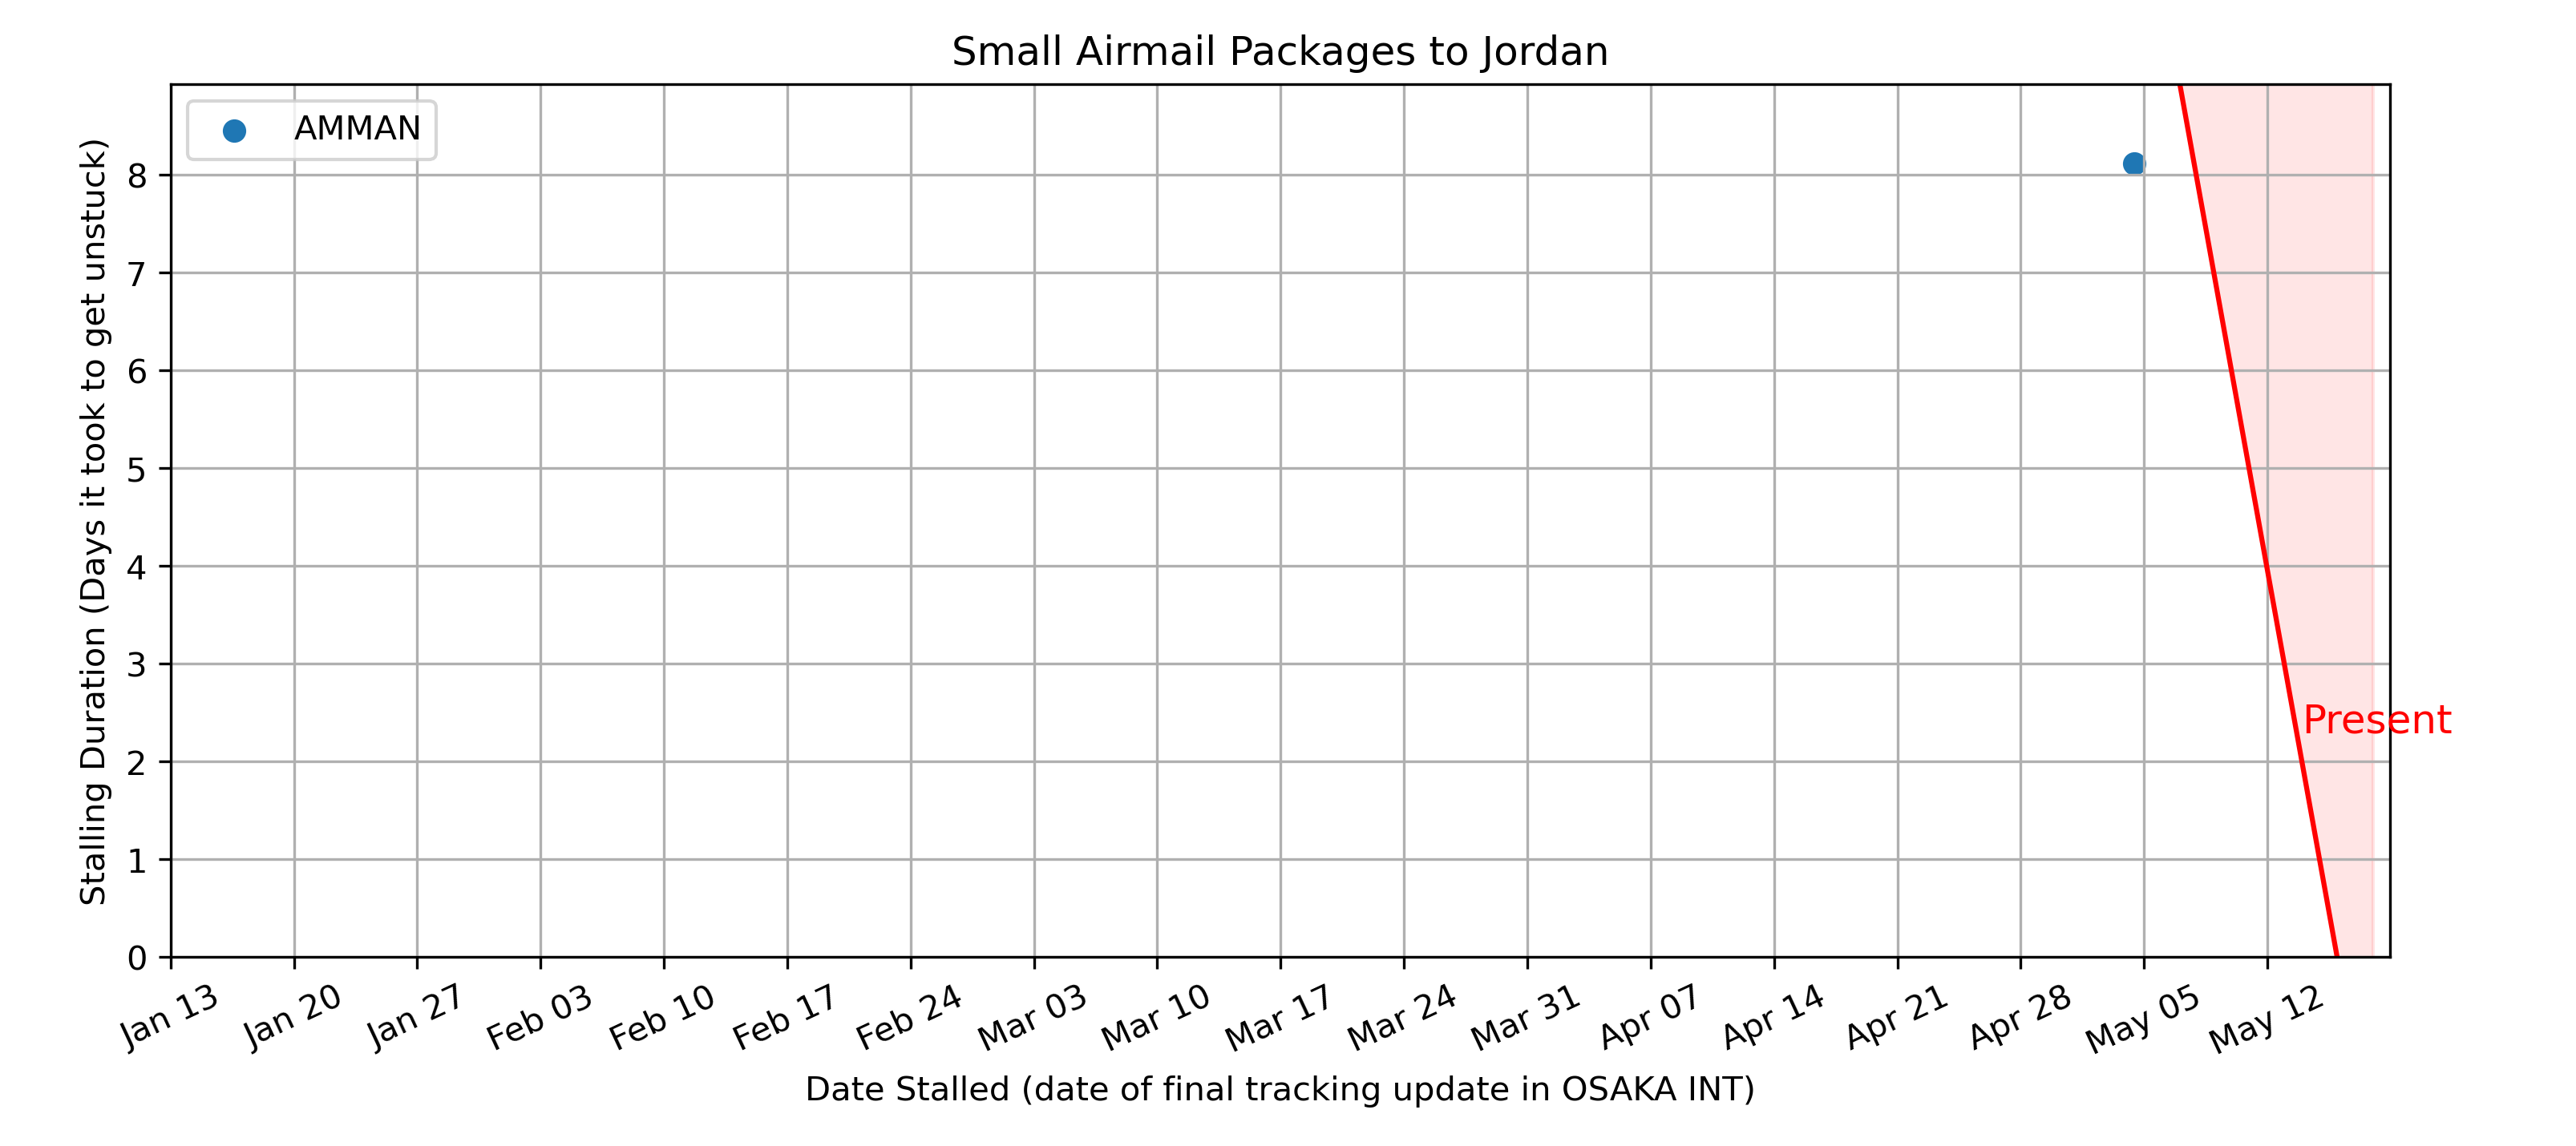 Small Airmail Packages to Jordan
AMMAN
Stalling Duration (Days it took to get unstuck)
8
7
6
5
4
3
2
1
0
Present
Jan 13 Jan 20 Jan 27 Feb 03 Feb 10 Feb 17 Feb 24 Mar 03 Mar 10 Mar 17 Mar 24 Mar 31 Apr 07 Apr 14 Apr 21 Apr 28 May 05 May 12
Date Stalled (date of final tracking update in OSAKA INT)